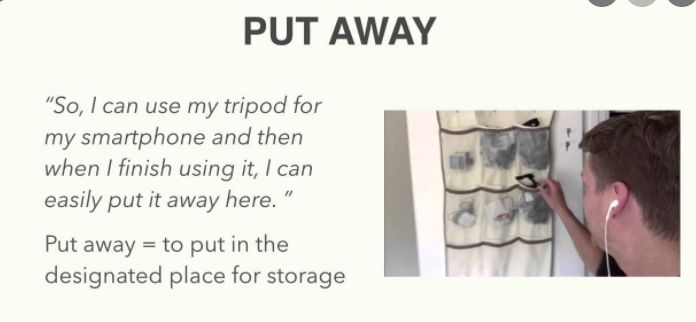 PUT AWAY
“So, I can use my tripod for
my smartphone and then
when I finish using it, I can
easily put it away here. ”
Put away = to put in the
designated place for storage